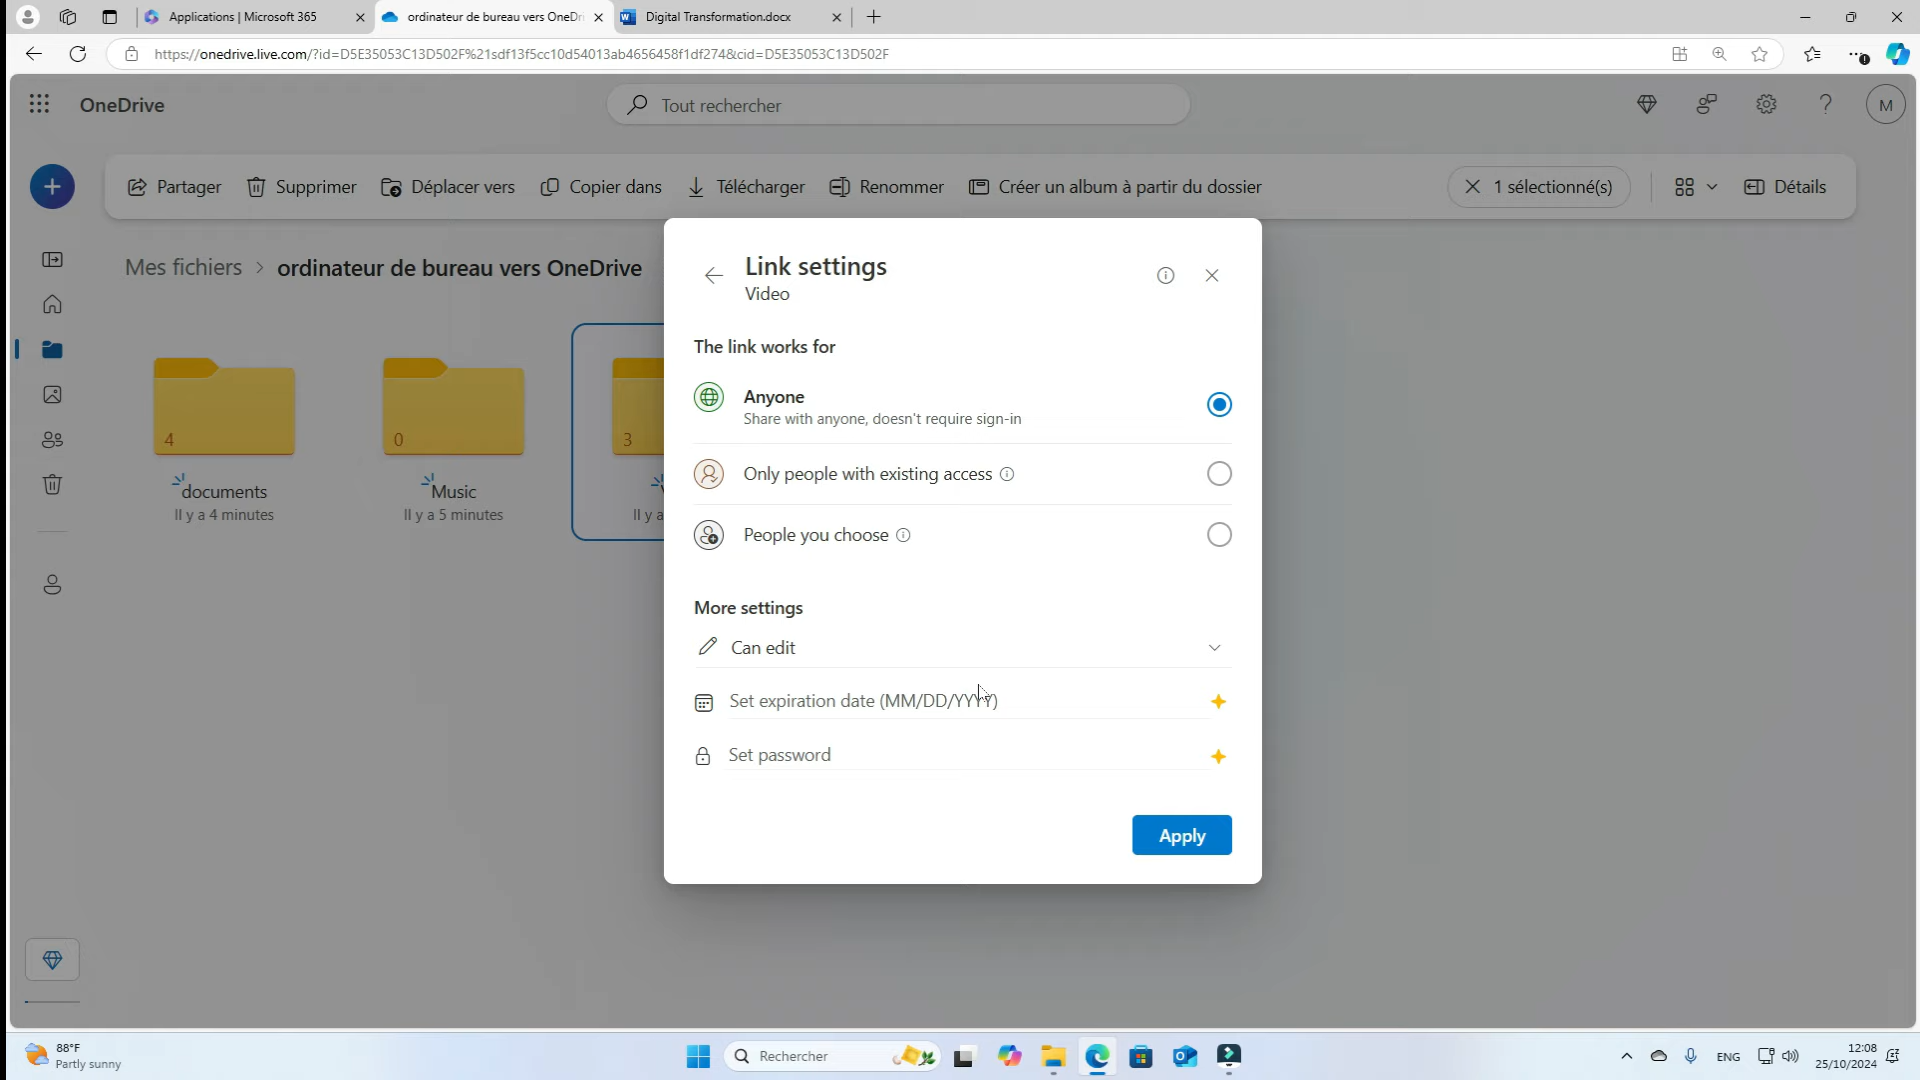 Applications | Microsoft 365
ordinateur de bureau vers OneDri
Digital Transformation.docx
https://onedrive.live.com/?id=D5E35053C13D502F%21sdf13f5cc10d54013ab4656458f1df274&cid=D5E35053C13D502F
OneDrive
Tout rechercher
M
Partager
Supprimer
Déplacer vers
Copier dans
Télécharger
Renommer
Créer un album à partir du dossier
1 sélectionné(s)
Détails
Mes fichiers > ordinateur de bureau vers OneDrive
4
0
3
documents
Music
Il y a 4 minutes
Il y a 5 minutes
Il y a
Link settings
Video
The link works for
Anyone
Share with anyone, doesn't require sign-in
Only people with existing access
People you choose
More settings
Can edit
Set expiration date (MM/DD/YYYY)
Set password
Apply
88°F
Partly sunny
Rechercher
ENG
12:08
25/10/2024